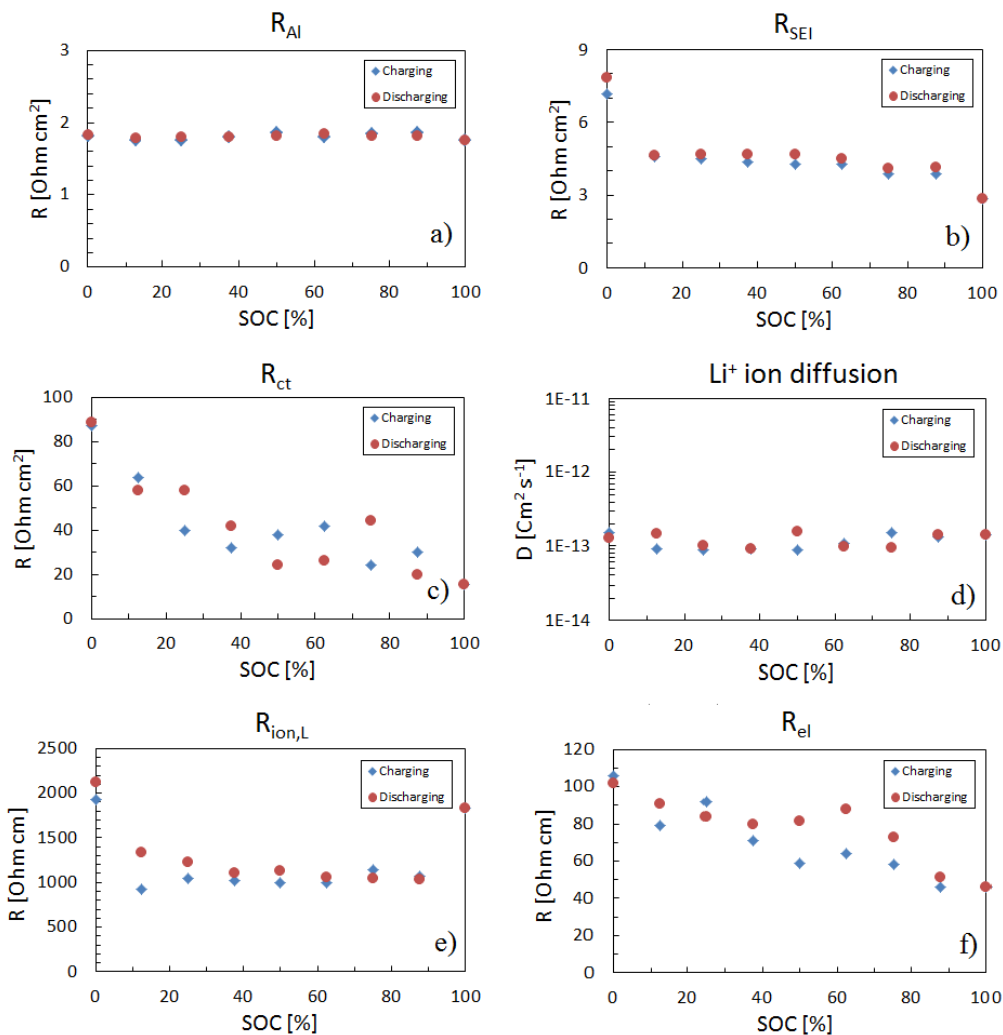 R_Al
3
2
1
0
R [Ohm cm²]
Charging
Discharging
a)
0 20 40 60 80 100
SOC [%]
R_SEI
9
6
3
0
R [Ohm cm²]
Charging
Discharging
b)
0 20 40 60 80 100
SOC [%]
R_ct
100
80
60
40
20
0
R [Ohm cm²]
Charging
Discharging
c)
0 20 40 60 80 100
SOC [%]
Li⁺ ion diffusion
1E-11
1E-12
1E-13
1E-14
D [Cm² s⁻¹]
Charging
Discharging
d)
0 20 40 60 80 100
SOC [%]
R_ion,L
2500
2000
1500
1000
500
0
R [Ohm cm]
Charging
Discharging
e)
0 20 40 60 80 100
SOC [%]
R_el
120
100
80
60
40
20
0
R [Ohm cm]
Charging
Discharging
f)
0 20 40 60 80 100
SOC [%]